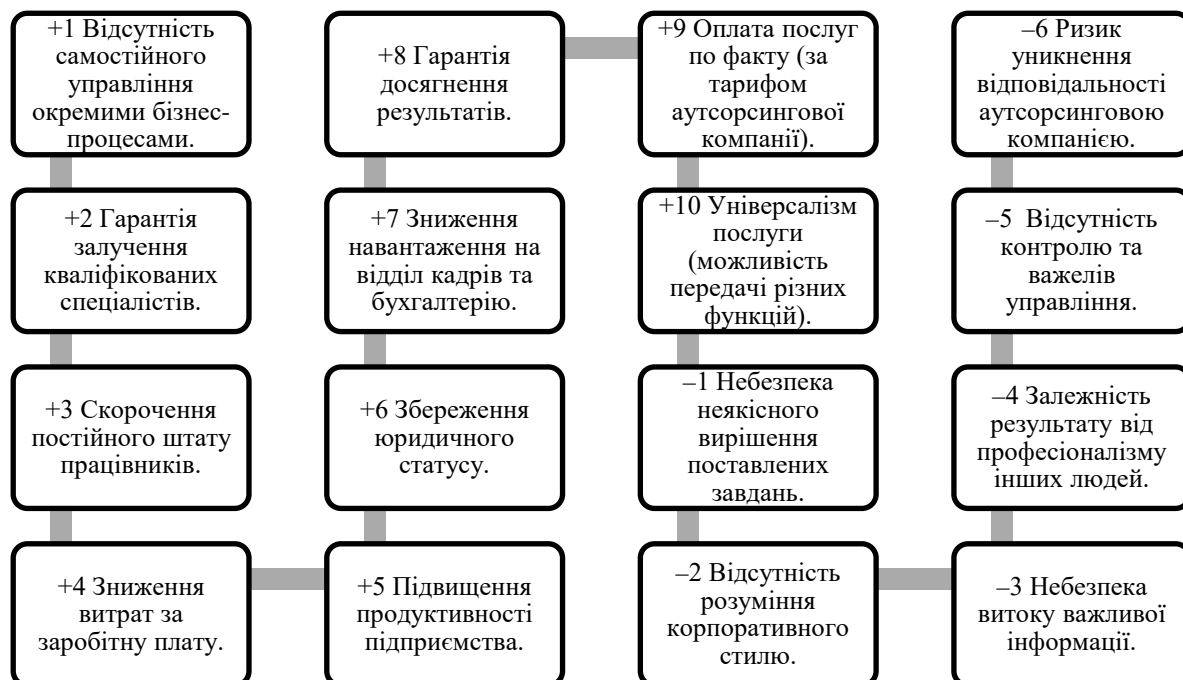 +1 Відсутність
самостійного
управління
окремими бізнес-
процесами.
+2 Гарантія
залучення
кваліфікованих
спеціалістів.
+3 Скорочення
постійного штату
працівників.
+4 Зниження
витрат за
заробітну плату.
+5 Підвищення
продуктивності
підприємства.
+6 Збереження
юридичного
статусу.
+7 Зниження
навантаження на
відділ кадрів та
бухгалтерію.
+8 Гарантія
досягнення
результатів.
+9 Оплата послуг
по факту (за
тарифом
аутсорсингової
компанії).
+10 Універсалізм
послуги
(можливість
передачі різних
функцій).
–1 Небезпека
неякісного
вирішення
поставлених
завдань.
–2 Відсутність
розуміння
корпоративного
стилю.
–3 Небезпека
витоку важливої
інформації.
–4 Залежність
результату від
професіоналізму
інших людей.
–5  Відсутність
контролю та
важелів
управління.
–6 Ризик
уникнення
відповідальності
аутсорсинговою
компанією.